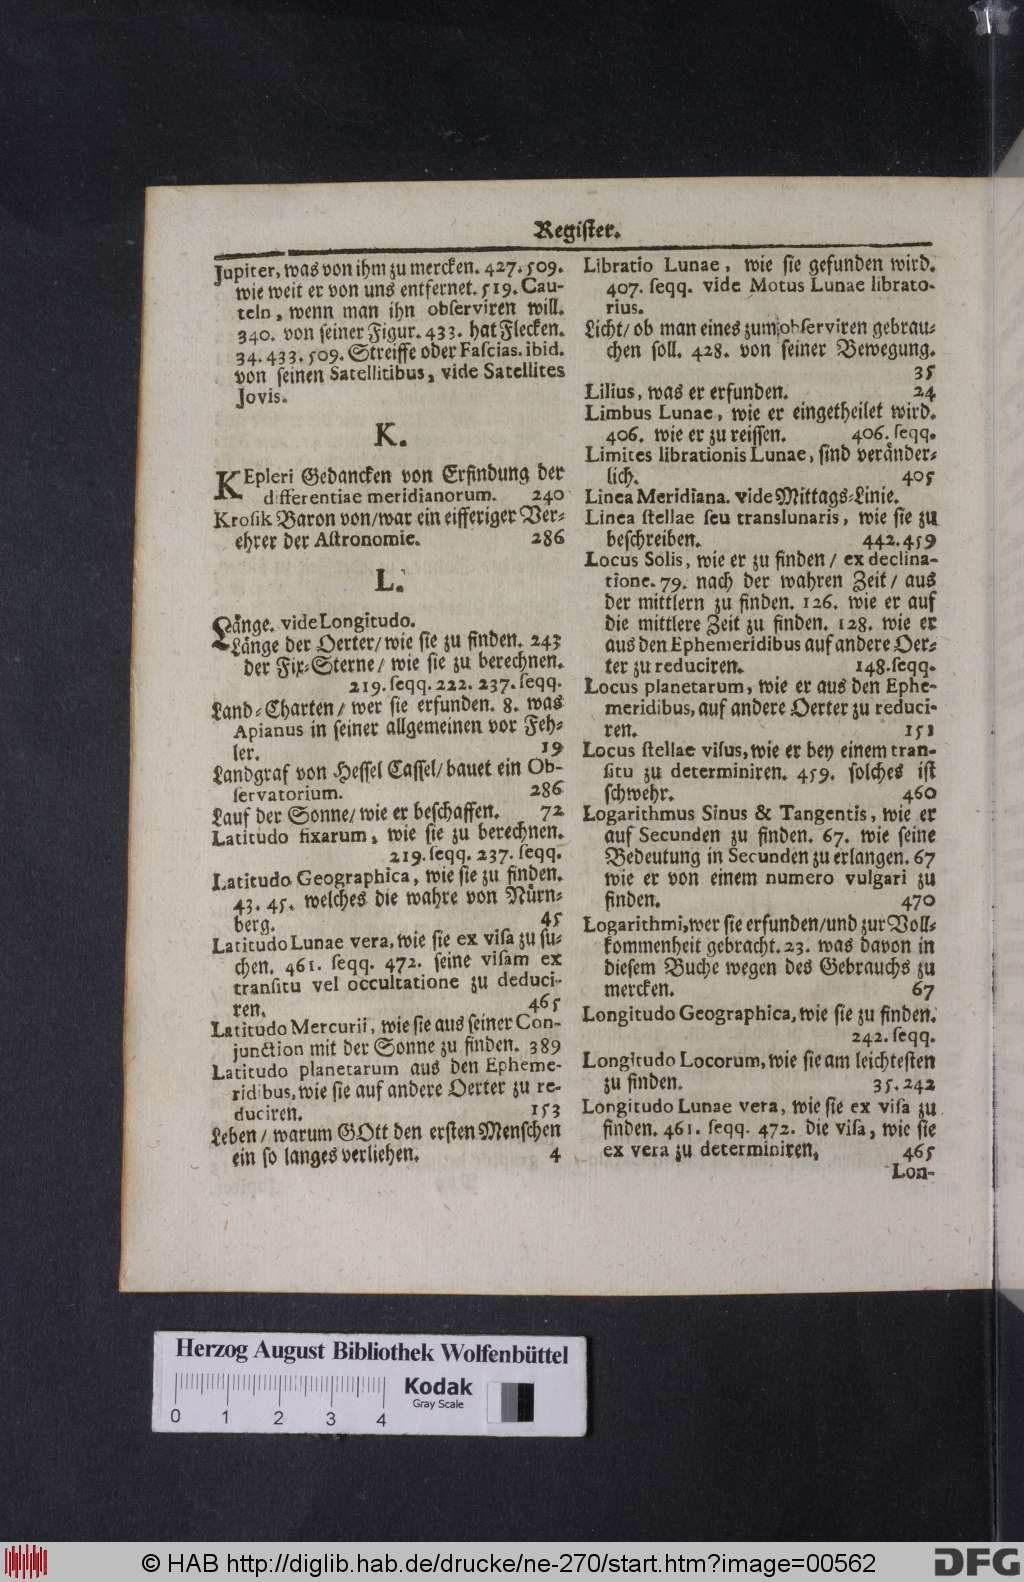 Register.
Jupiter, was von ihm zu mercken. 427. 509.
wie weit er von uns entfernet. 519. Cau-
teln, wenn man ihn observiren will.
340. von seiner Figur. 433. hat Flecken.
34. 433. 509. Streiffe oder Fascias. ibid.
von seinen Satellitibus, vide Satellites
Jovis.
K.
KEpleri Gedancken von Erfindung der
differentiae meridianorum. 240
Krosik Baron von/war ein eifferiger Ver-
ehrer der Astronomie. 286
L.
Länge. vide Longitudo.
Länge der Oerter/ wie sie zu finden. 243
der Fix-Sterne/ wie sie zu berechnen.
219. seqq. 222. 237. seqq.
Land-Charten/ wer sie erfunden. 8. was
Apianus in seiner allgemeinen vor Feh-
ler. 19
Landgraf von Hessel Cassel/ bauet ein Ob-
servatorium. 286
Lauf der Sonne/ wie er beschaffen. 72
Latitudo fixarum, wie sie zu berechnen.
219. seqq. 237. seqq.
Latitudo Geographica, wie sie zu finden.
43. 45. welches die wahre von Nürn-
berg. 45
Latitudo Lunae vera, wie sie ex visa zu su-
chen. 461. seqq. 472. seine visam ex
transitu vel occultatione zu deduci-
ren. 465
Latitudo Mercurii, wie sie aus seiner Con-
junction mit der Sonne zu finden. 389
Latitudo planetarum aus den Epheme-
ridibus, wie sie auf andere Oerter zu re-
duciren. 153
Leben/ warum GOtt den ersten Menschen
ein so langes verliehen. 4
Libratio Lunae, wie sie gefunden wird.
407. seqq. vide Motus Lunae librato-
rius.
Licht/ ob man eines zum observiren gebrau-
chen soll. 428. von seiner Bewegung.
35
Lilius, was er erfunden. 24
Limbus Lunae, wie er eingetheilet wird.
406. wie er zu reissen. 406. seqq.
Limites librationis Lunae, sind veränder-
lich. 405
Linea Meridiana. vide Mittags-Linie.
Linea stellae seu translunaris, wie sie zu
beschreiben. 442. 459
Locus Solis, wie er zu finden/ ex declina-
tione. 79. nach der wahren Zeit/ aus
der mittlern zu finden. 126. wie er auf
die mittlere Zeit zu finden. 128. wie er
aus den Ephemeridibus auf andere Oer-
ter zu reduciren. 148. seqq.
Locus planetarum, wie er aus den Ephe-
meridibus, auf andere Oerter zu reduci-
ren. 151
Locus stellae visus, wie er bey einem tran-
situ zu determiniren. 459. solches ist
schwehr. 460
Logarithmus Sinus & Tangentis, wie er
auf Secunden zu finden. 67. wie seine
Bedeutung in Secunden zu erlangen. 67
wie er von einem numero vulgari zu
finden. 470
Logarithmi, wer sie erfunden/ und zur Voll-
kommenheit gebracht. 23. was davon in
diesem Buche wegen des Gebrauchs zu
mercken. 67
Longitudo Geographica, wie sie zu finden.
242. seqq.
Longitudo Locorum, wie sie am leichtesten
zu finden. 35. 242
Longitudo Lunae vera, wie sie ex visa zu
finden. 461. seqq. 472. die visa, wie sie
ex vera zu determiniren, 465
Lon-
Herzog August Bibliothek Wolfenbüttel
Kodak
Gray Scale
0 1 2 3 4
© HAB http://diglib.hab.de/drucke/ne-270/start.htm?image=00562
DFG